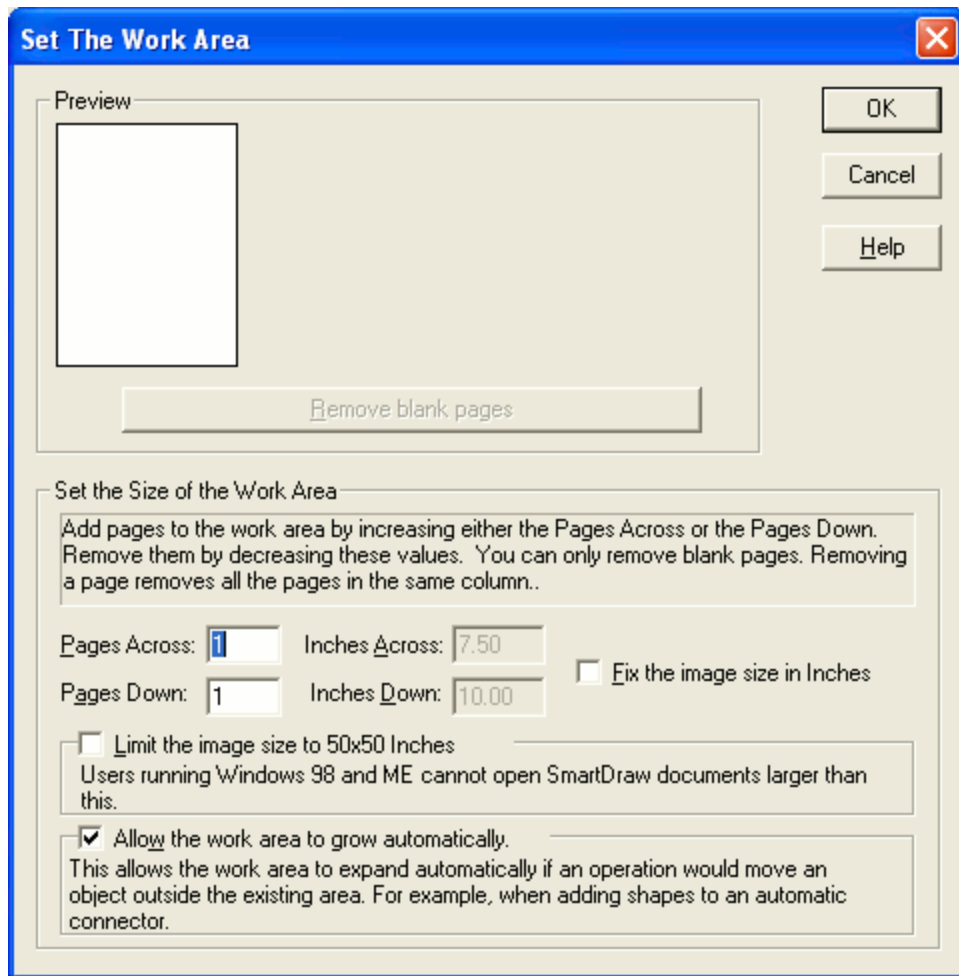 Set The Work Area
Preview
OK
Cancel
Help
Remove blank pages
Set the Size of the Work Area
Add pages to the work area by increasing either the Pages Across or the Pages Down.
Remove them by decreasing these values.  You can only remove blank pages. Removing
a page removes all the pages in the same column..
Pages Across: 1 Inches Across: 7.50
Fix the image size in Inches
Pages Down: 1 Inches Down: 10.00
Limit the image size to 50x50 Inches
Users running Windows 98 and ME cannot open SmartDraw documents larger than
this.
Allow the work area to grow automatically.
This allows the work area to expand automatically if an operation would move an
object outside the existing area. For example, when adding shapes to an automatic
connector.